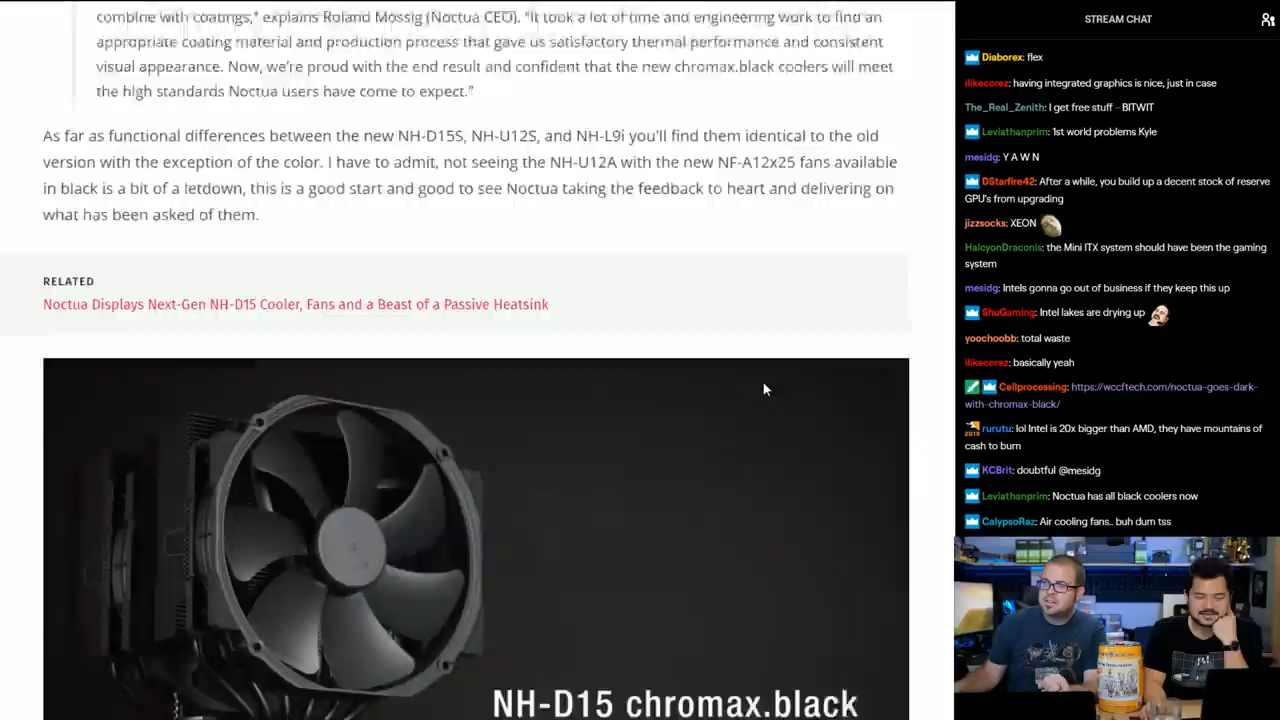 combine with coatings," explains Roland Mossig (Noctua CEO). "It took a lot of time and engineering work to find an
appropriate coating material and production process that gave us satisfactory thermal performance and consistent
visual appearance. Now, we're proud with the end result and confident that the new chromax.black coolers will meet
the high standards Noctua users have come to expect."
As far as functional differences between the new NH-D15S, NH-U12S, and NH-L9i you'll find them identical to the old
version with the exception of the color. I have to admit, not seeing the NH-U12A with the new NF-A12x25 fans available
in black is a bit of a letdown, this is a good start and good to see Noctua taking the feedback to heart and delivering on
what has been asked of them.
RELATED
Noctua Displays Next-Gen NH-D15 Cooler, Fans and a Beast of a Passive Heatsink
NH-D15 chromax.black
STREAM CHAT
Diaborex: flex
ilikecorez: having integrated graphics is nice, just in case
The_Real_Zenith: I get free stuff - BITWIT
Leviathanprim: 1st world problems Kyle
mesidg: Y A W N
DStarfire42: After a while, you build up a decent stock of reserve
GPU's from upgrading
jizzsocks: XEON
HalcyonDraconis: the Mini ITX system should have been the gaming
system
mesidg: Intels gonna go out of business if they keep this up
ShuGaming: Intel lakes are drying up
yoochoobb: total waste
ilikecorez: basically yeah
Cellprocessing: https://wccftech.com/noctua-goes-dark-
with-chromax-black/
rurutu: lol Intel is 20x bigger than AMD, they have mountains of
cash to burn
KCBrit: doubtful @mesidg
Leviathanprim: Noctua has all black coolers now
CalypsoRaz: Air cooling fans.. buh dum tss